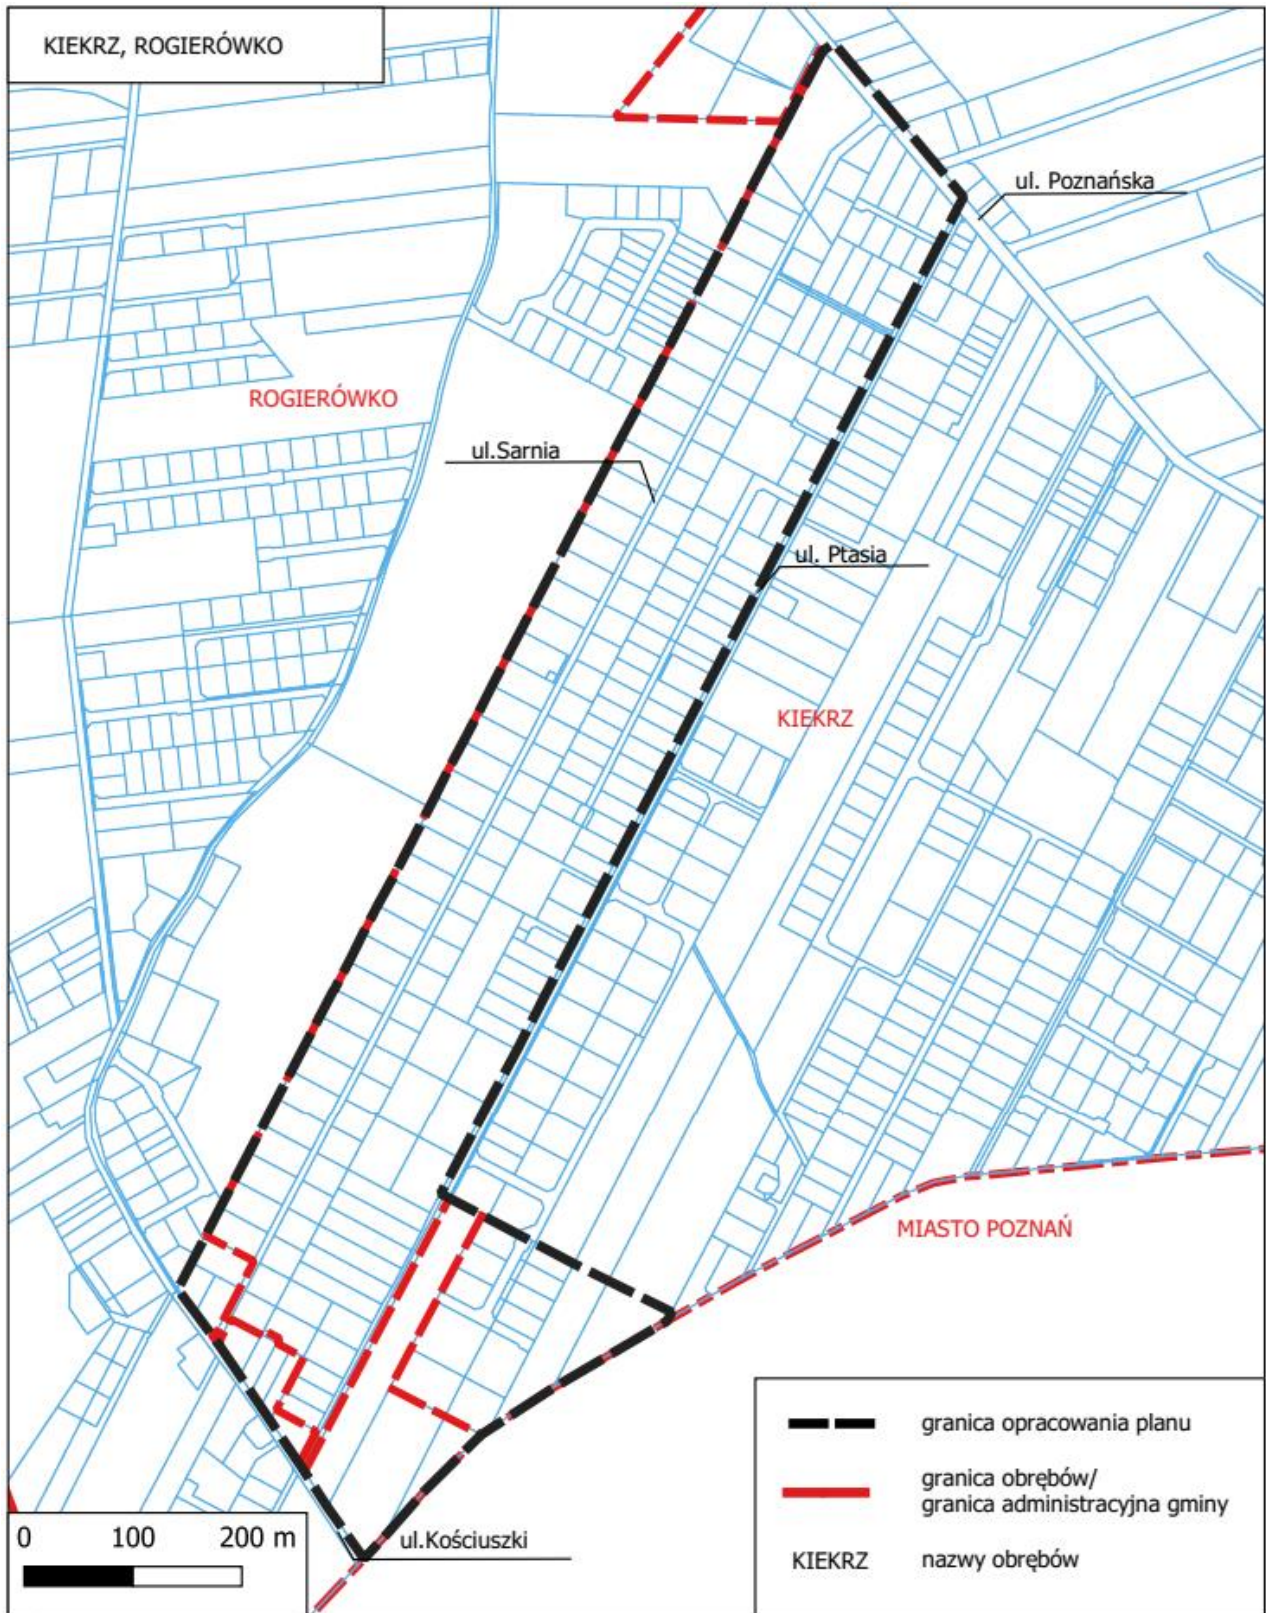 KIEKRZ, ROGIERÓWKO
ul. Poznańska
ROGIERÓWKO
ul.Sarnia
ul. Ptasia
KIEKRZ
MIASTO POZNAŃ
granica opracowania planu
granica obrębów/
granica administracyjna gminy
KIEKRZ nazwy obrębów
0 100 200 m
ul.Kościuszki